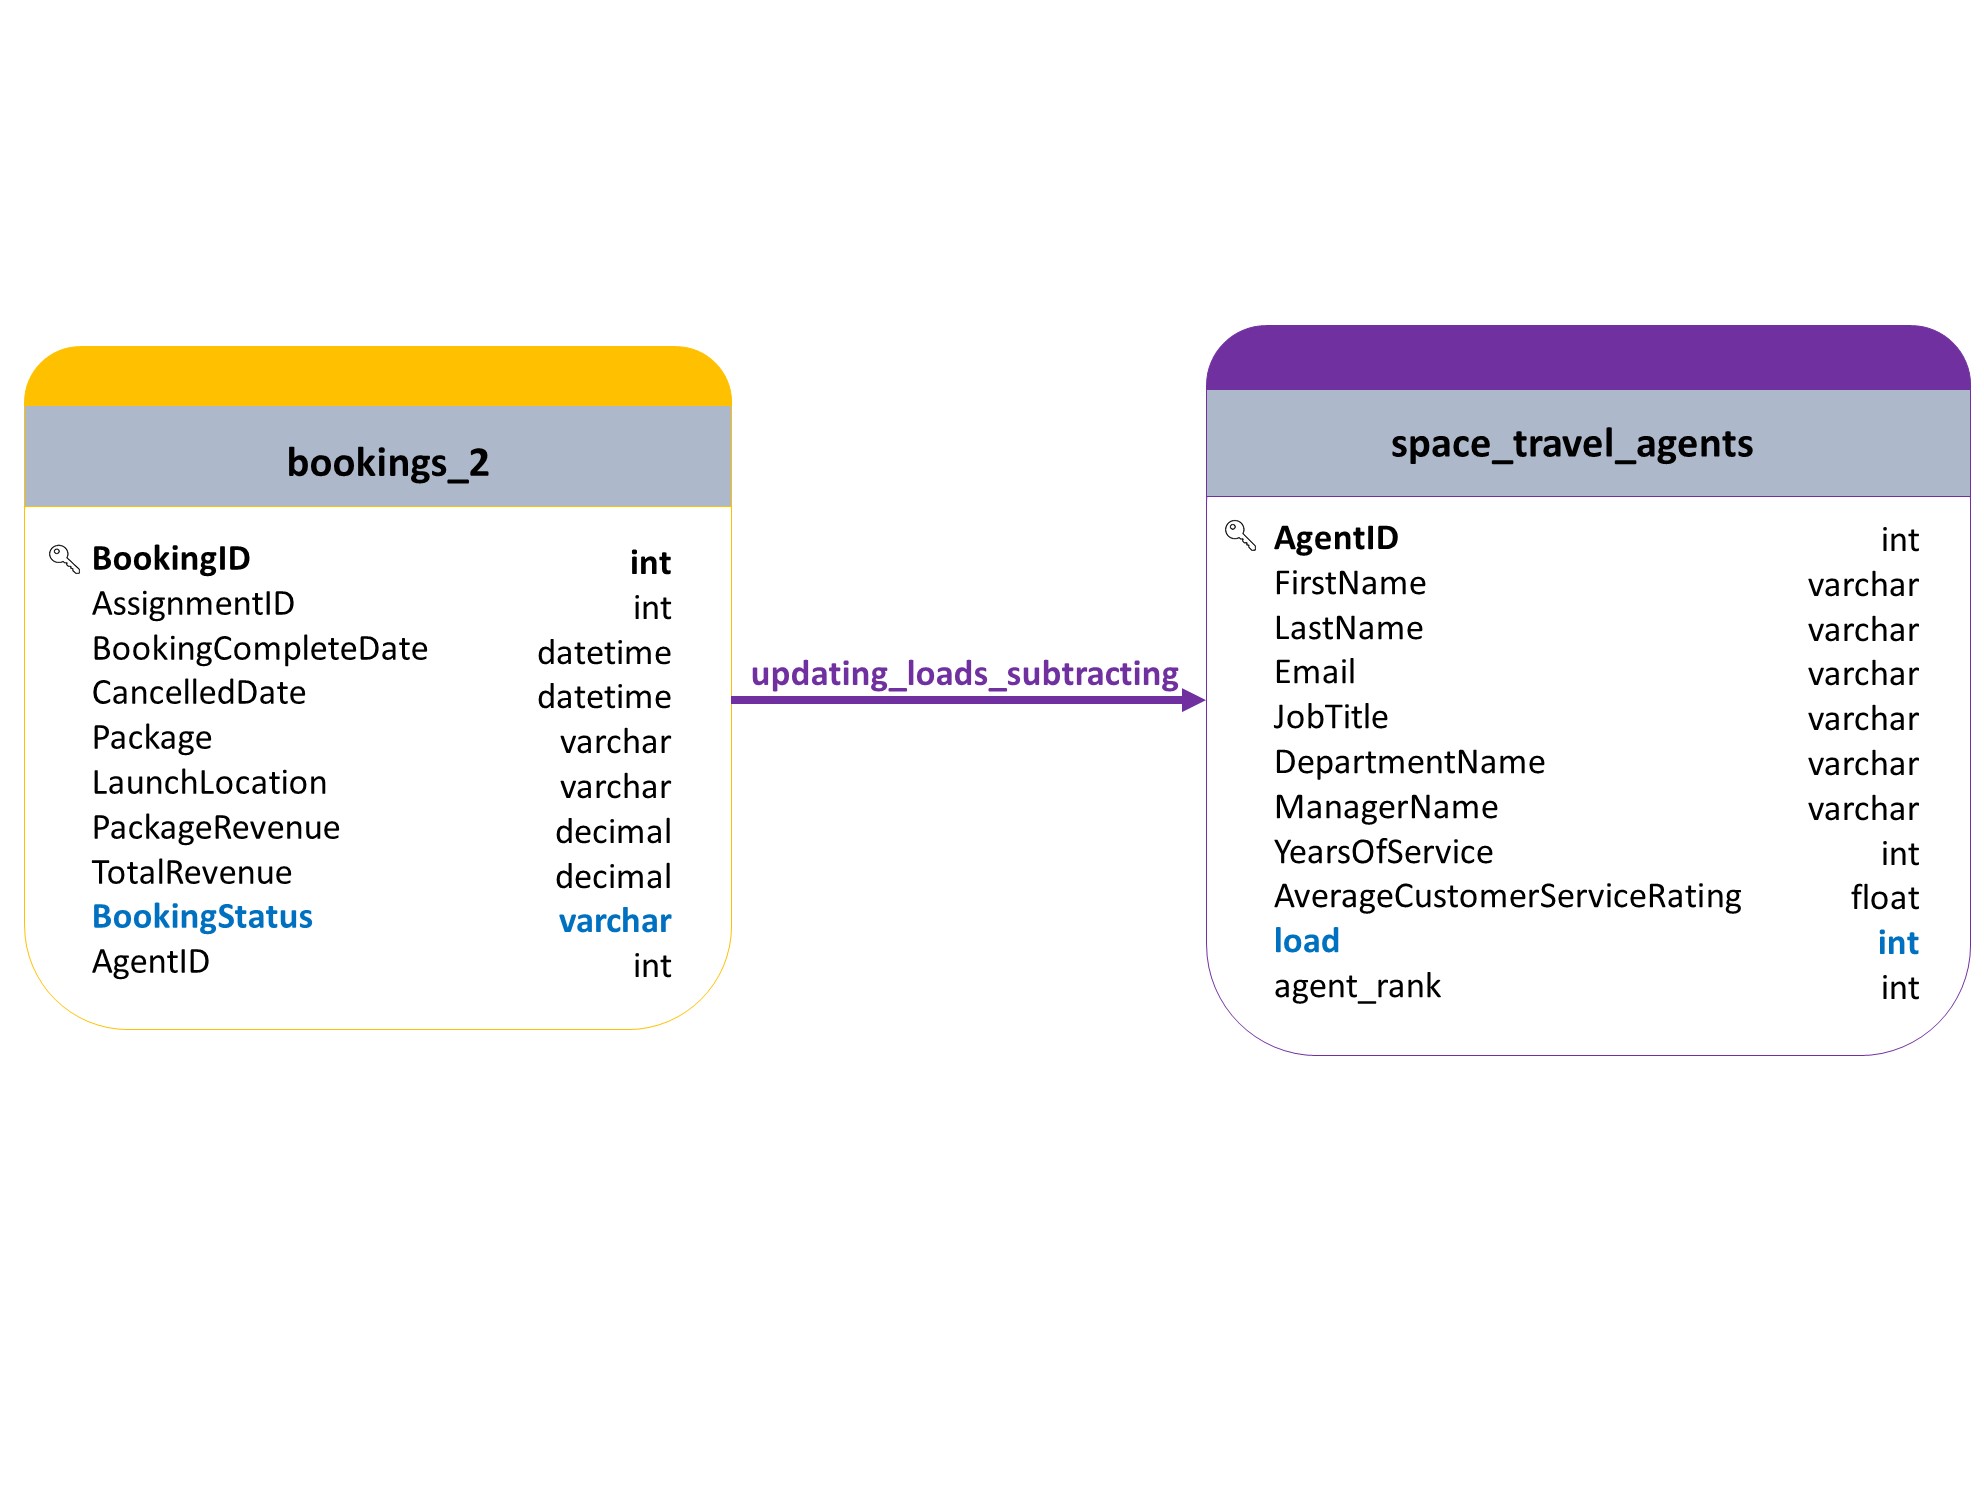 bookings_2
BookingID int
AssignmentID int
BookingCompleteDate datetime
CancelledDate datetime
Package varchar
LaunchLocation varchar
PackageRevenue decimal
TotalRevenue decimal
BookingStatus varchar
AgentID int
updating_loads_subtracting
space_travel_agents
AgentID int
FirstName varchar
LastName varchar
Email varchar
JobTitle varchar
DepartmentName varchar
ManagerName varchar
YearsOfService int
AverageCustomerServiceRating float
load int
agent_rank int